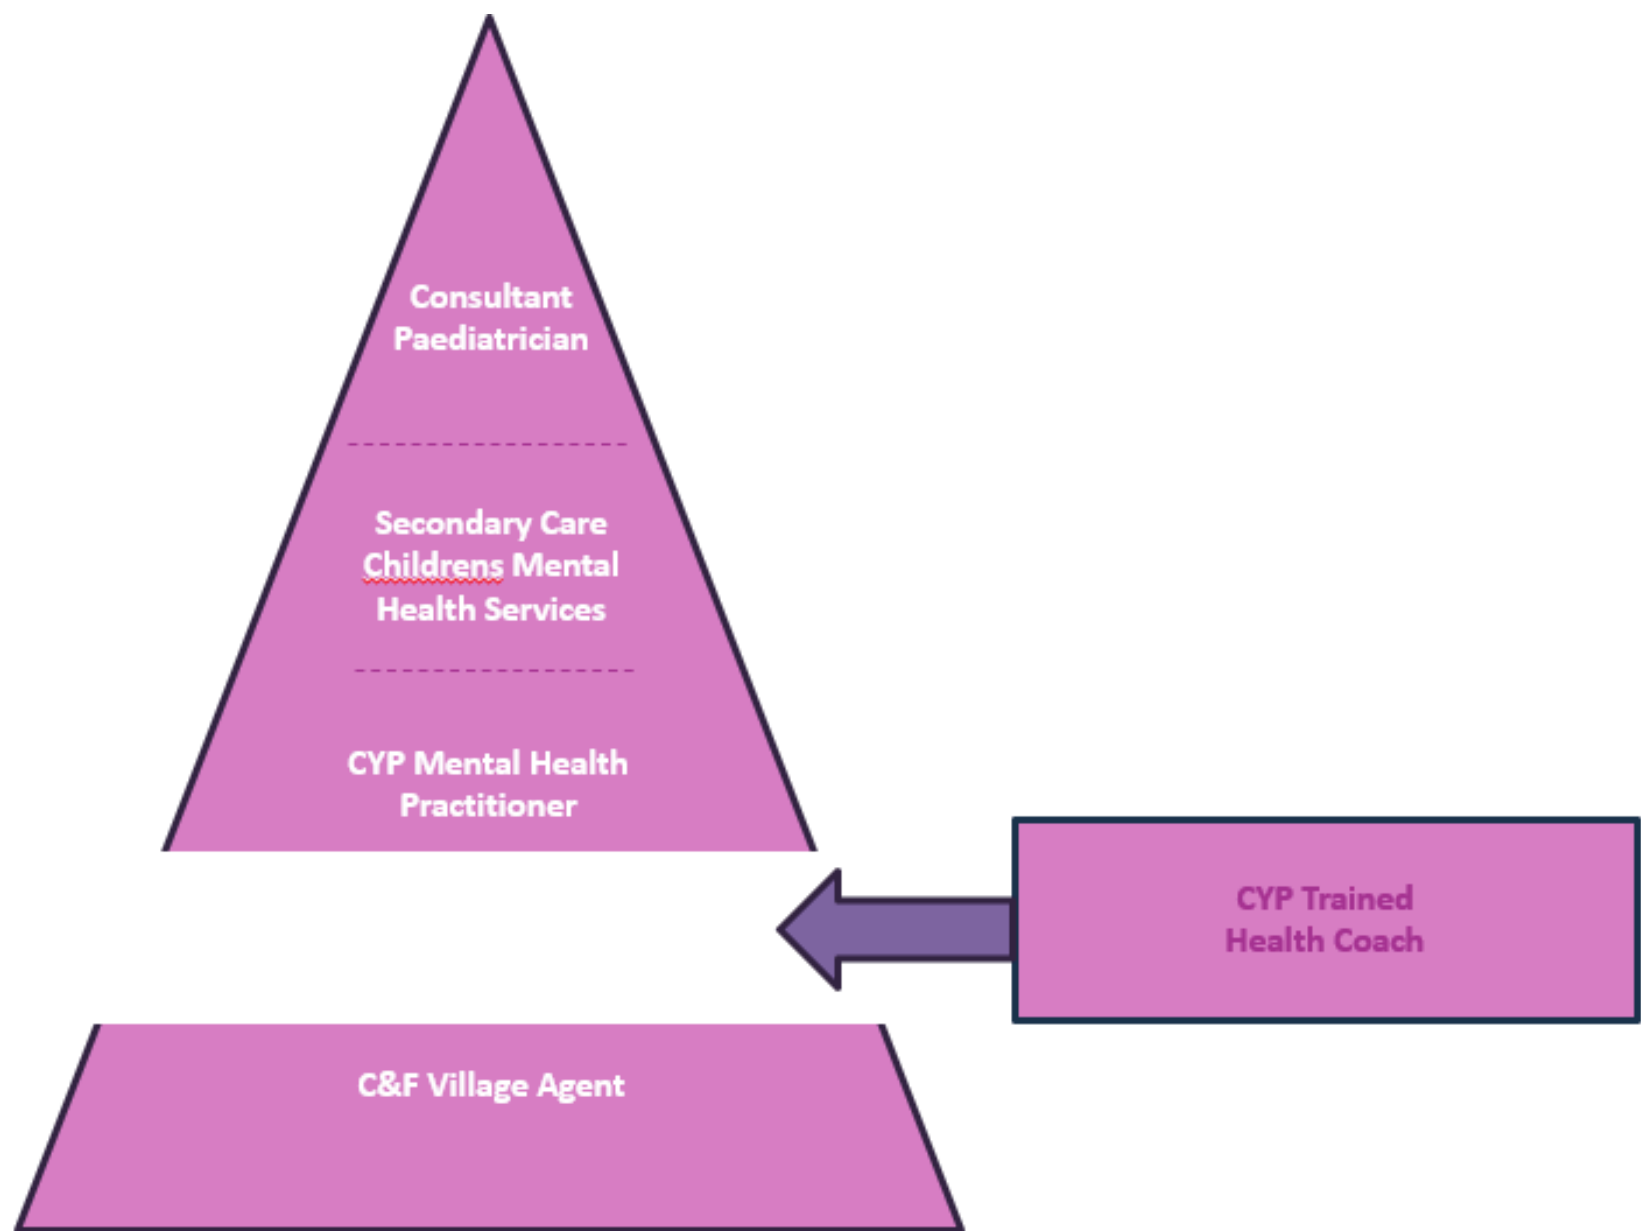 Consultant
Paediatrician
Secondary Care
Childrens Mental
Health Services
CYP Mental Health
Practitioner
CYP Trained
Health Coach
C&F Village Agent